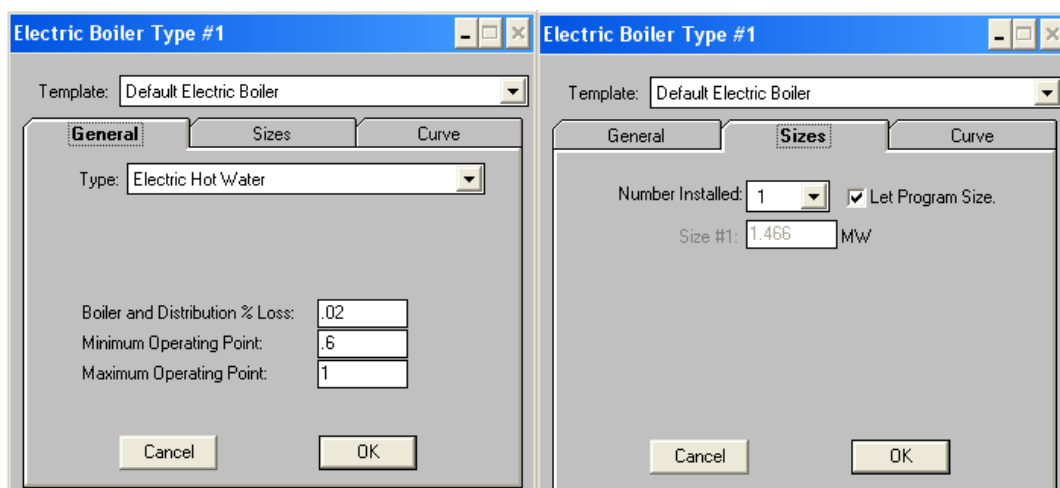 Electric Boiler Type #1
Template: Default Electric Boiler
General Sizes Curve
Type: Electric Hot Water
Boiler and Distribution % Loss: .02
Minimum Operating Point: .6
Maximum Operating Point: 1
Cancel OK
Electric Boiler Type #1
Template: Default Electric Boiler
General Sizes Curve
Number Installed: 1 Let Program Size.
Size #1: 1.466 MW
Cancel OK